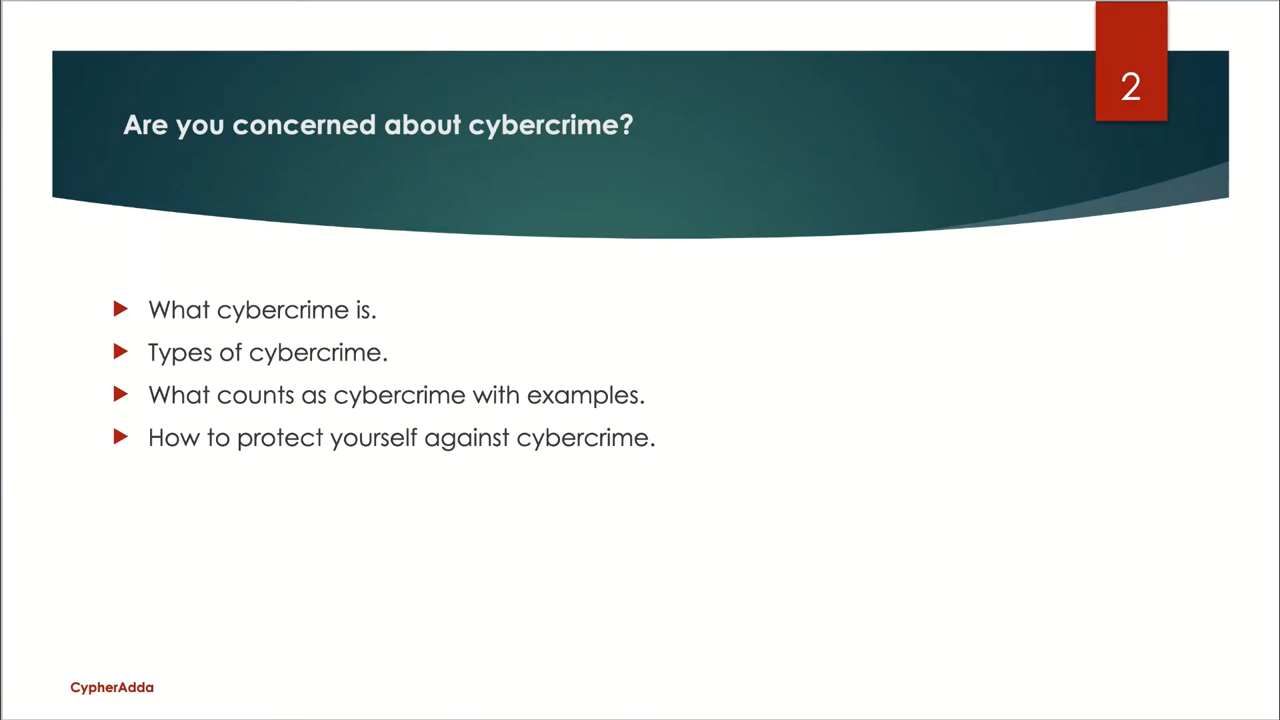 2
Are you concerned about cybercrime?
What cybercrime is.
Types of cybercrime.
What counts as cybercrime with examples.
How to protect yourself against cybercrime.
CypherAdda